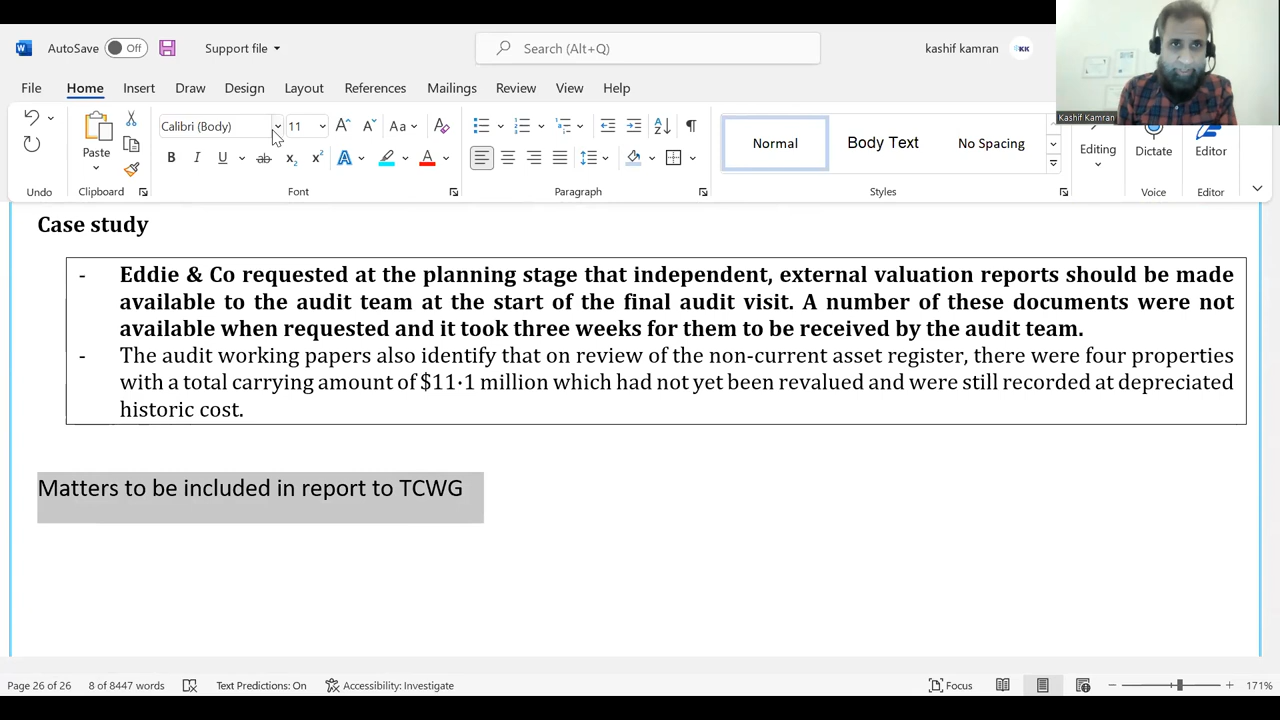 AutoSave Off Support file Search (Alt+Q) kashif kamran KK
File Home Insert Draw Design Layout References Mailings Review View Help
Kashif Kamran
Paste Calibri (Body) 11 Aa Normal Body Text No Spacing Editing Dictate Editor
Undo Clipboard Font Paragraph Styles Voice Editor
Case study
- Eddie & Co requested at the planning stage that independent, external valuation reports should be made
available to the audit team at the start of the final audit visit. A number of these documents were not
available when requested and it took three weeks for them to be received by the audit team.
- The audit working papers also identify that on review of the non-current asset register, there were four properties
with a total carrying amount of $11·1 million which had not yet been revalued and were still recorded at depreciated
historic cost.
Matters to be included in report to TCWG
Page 26 of 26 8 of 8447 words Text Predictions: On Accessibility: Investigate Focus 171%